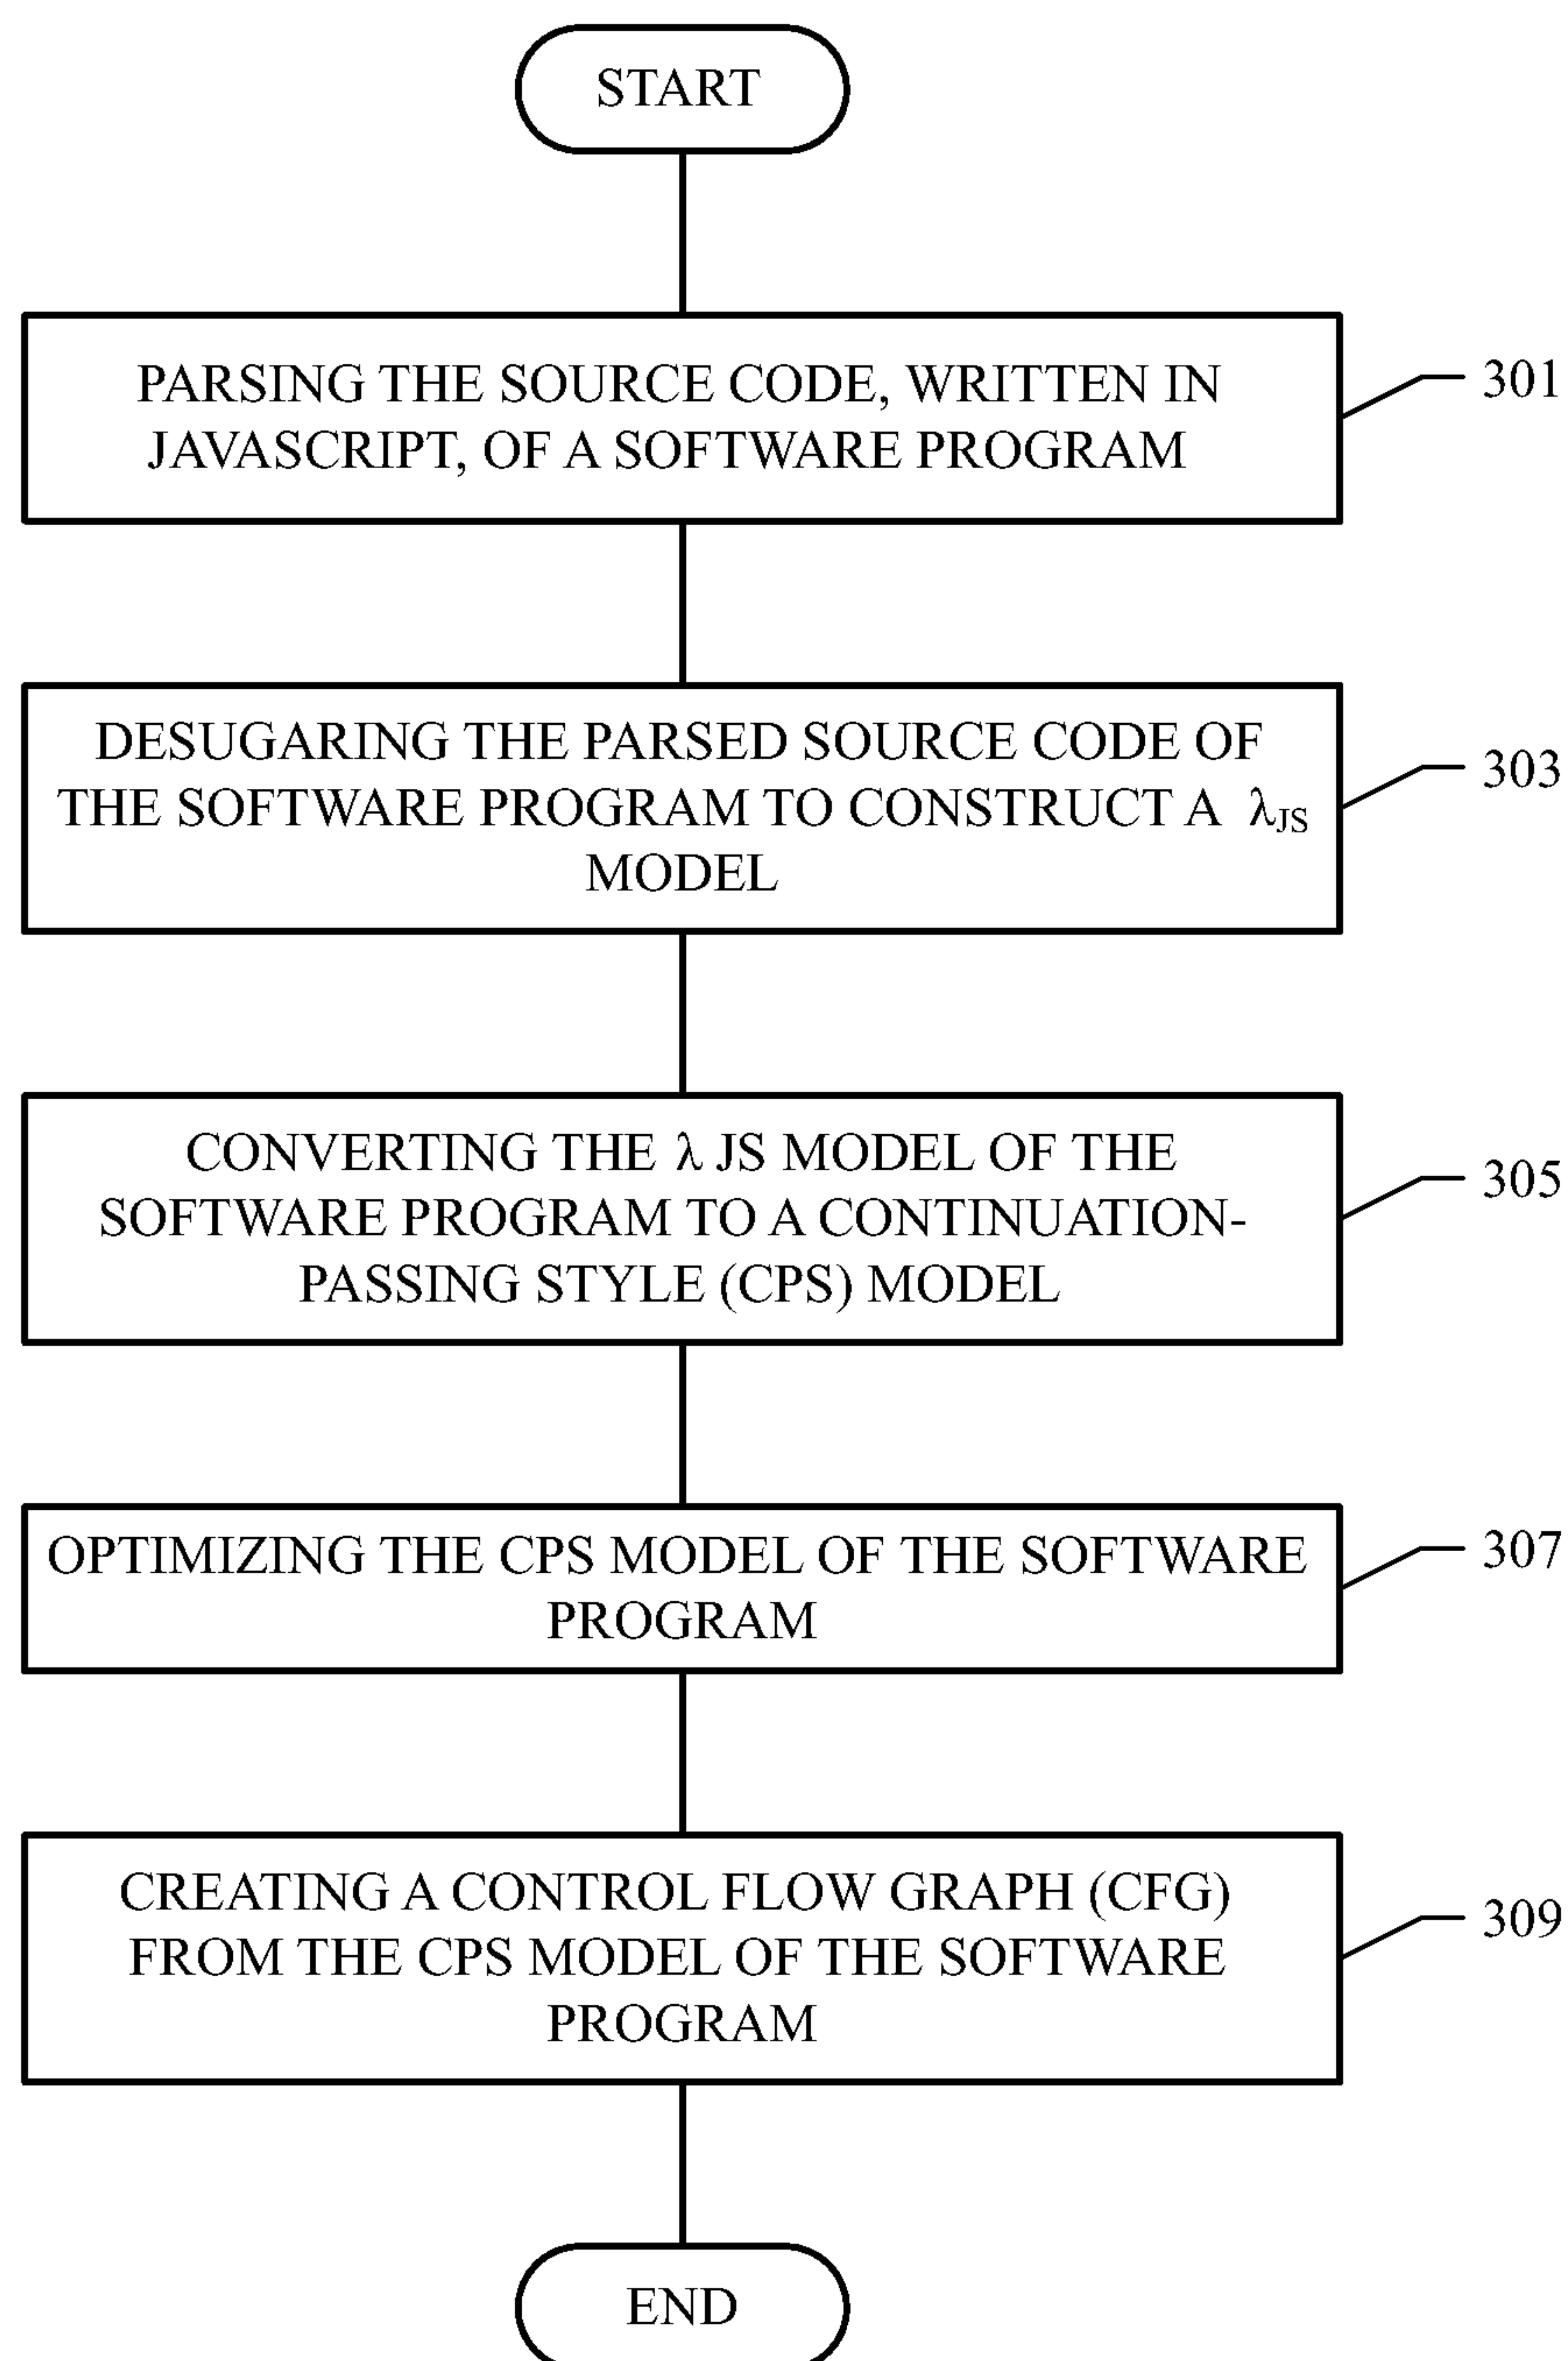 START
PARSING THE SOURCE CODE, WRITTEN IN
JAVASCRIPT, OF A SOFTWARE PROGRAM
301
DESUGARING THE PARSED SOURCE CODE OF
THE SOFTWARE PROGRAM TO CONSTRUCT A λJS
MODEL
303
CONVERTING THE λ JS MODEL OF THE
SOFTWARE PROGRAM TO A CONTINUATION-
PASSING STYLE (CPS) MODEL
305
OPTIMIZING THE CPS MODEL OF THE SOFTWARE
PROGRAM
307
CREATING A CONTROL FLOW GRAPH (CFG)
FROM THE CPS MODEL OF THE SOFTWARE
PROGRAM
309
END